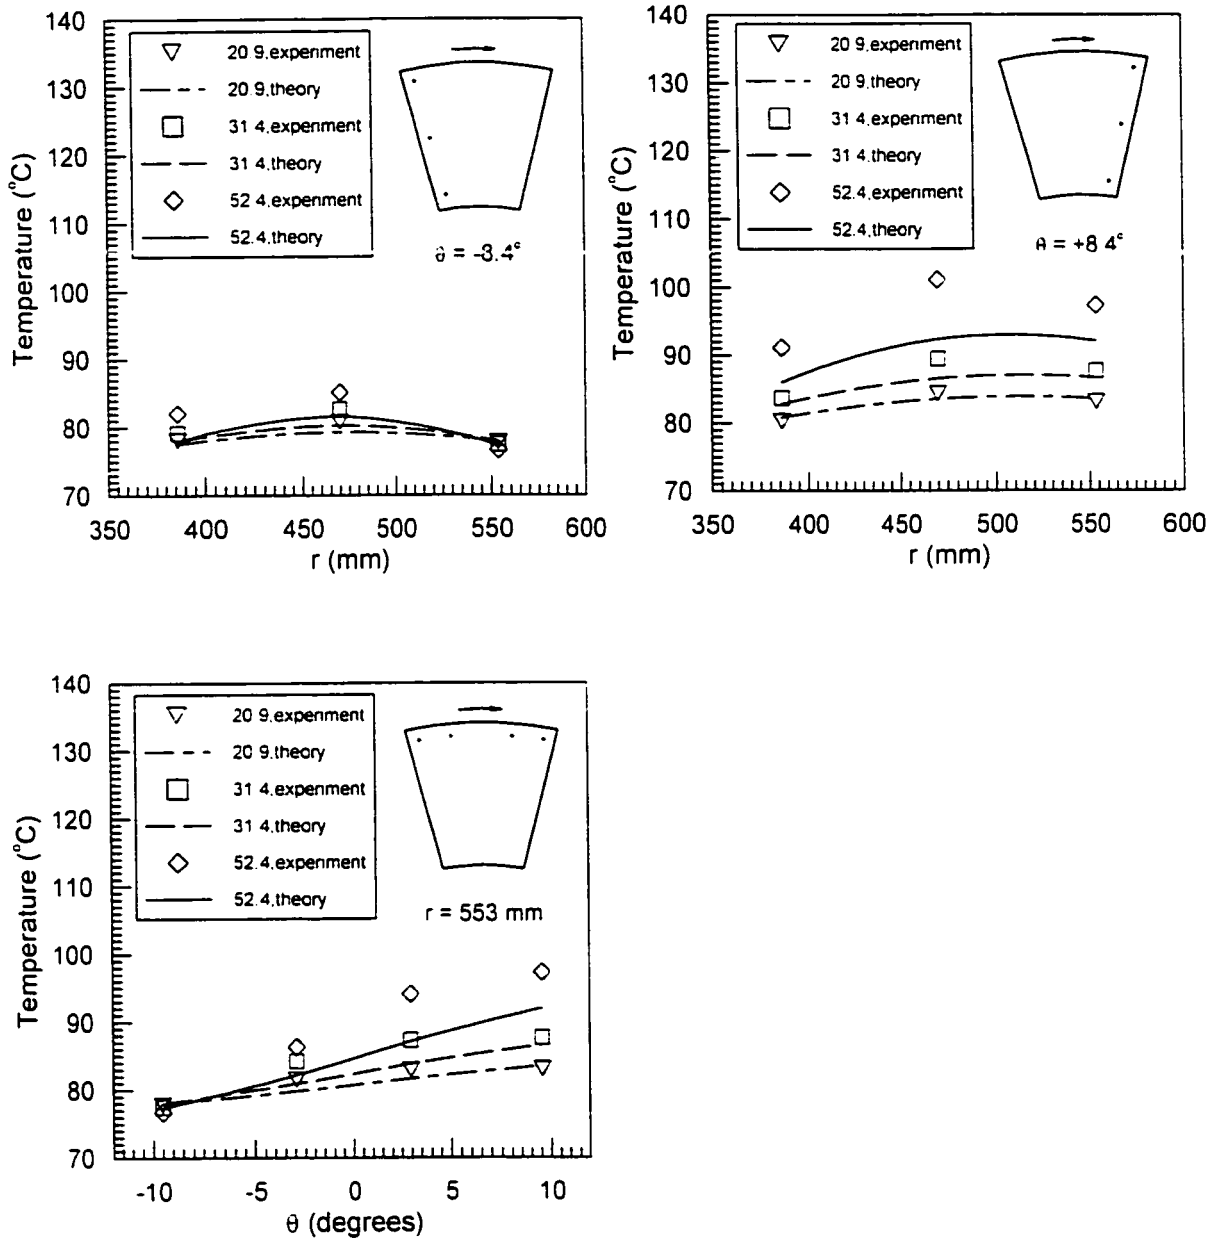 140
130
120
110
100
90
80
70
Temperature (°C)
20 9.experiment
20 9.theory
31 4.experiment
31 4.theory
52 4.experiment
52.4.theory
θ = -8.4°
350 400 450 500 550 600
r (mm)
140
130
120
110
100
90
80
70
Temperature (°C)
20 9.experiment
20 9.theory
31 4.experiment
31 4.theory
52.4.experiment
52.4.theory
θ = +8 4°
350 400 450 500 550 600
r (mm)
140
130
120
110
100
90
80
70
Temperature (°C)
20 9.experiment
20 9.theory
31 4.experiment
31 4.theory
52.4.experiment
52.4.theory
r = 553 mm
-10 -5 0 5 10
θ (degrees)